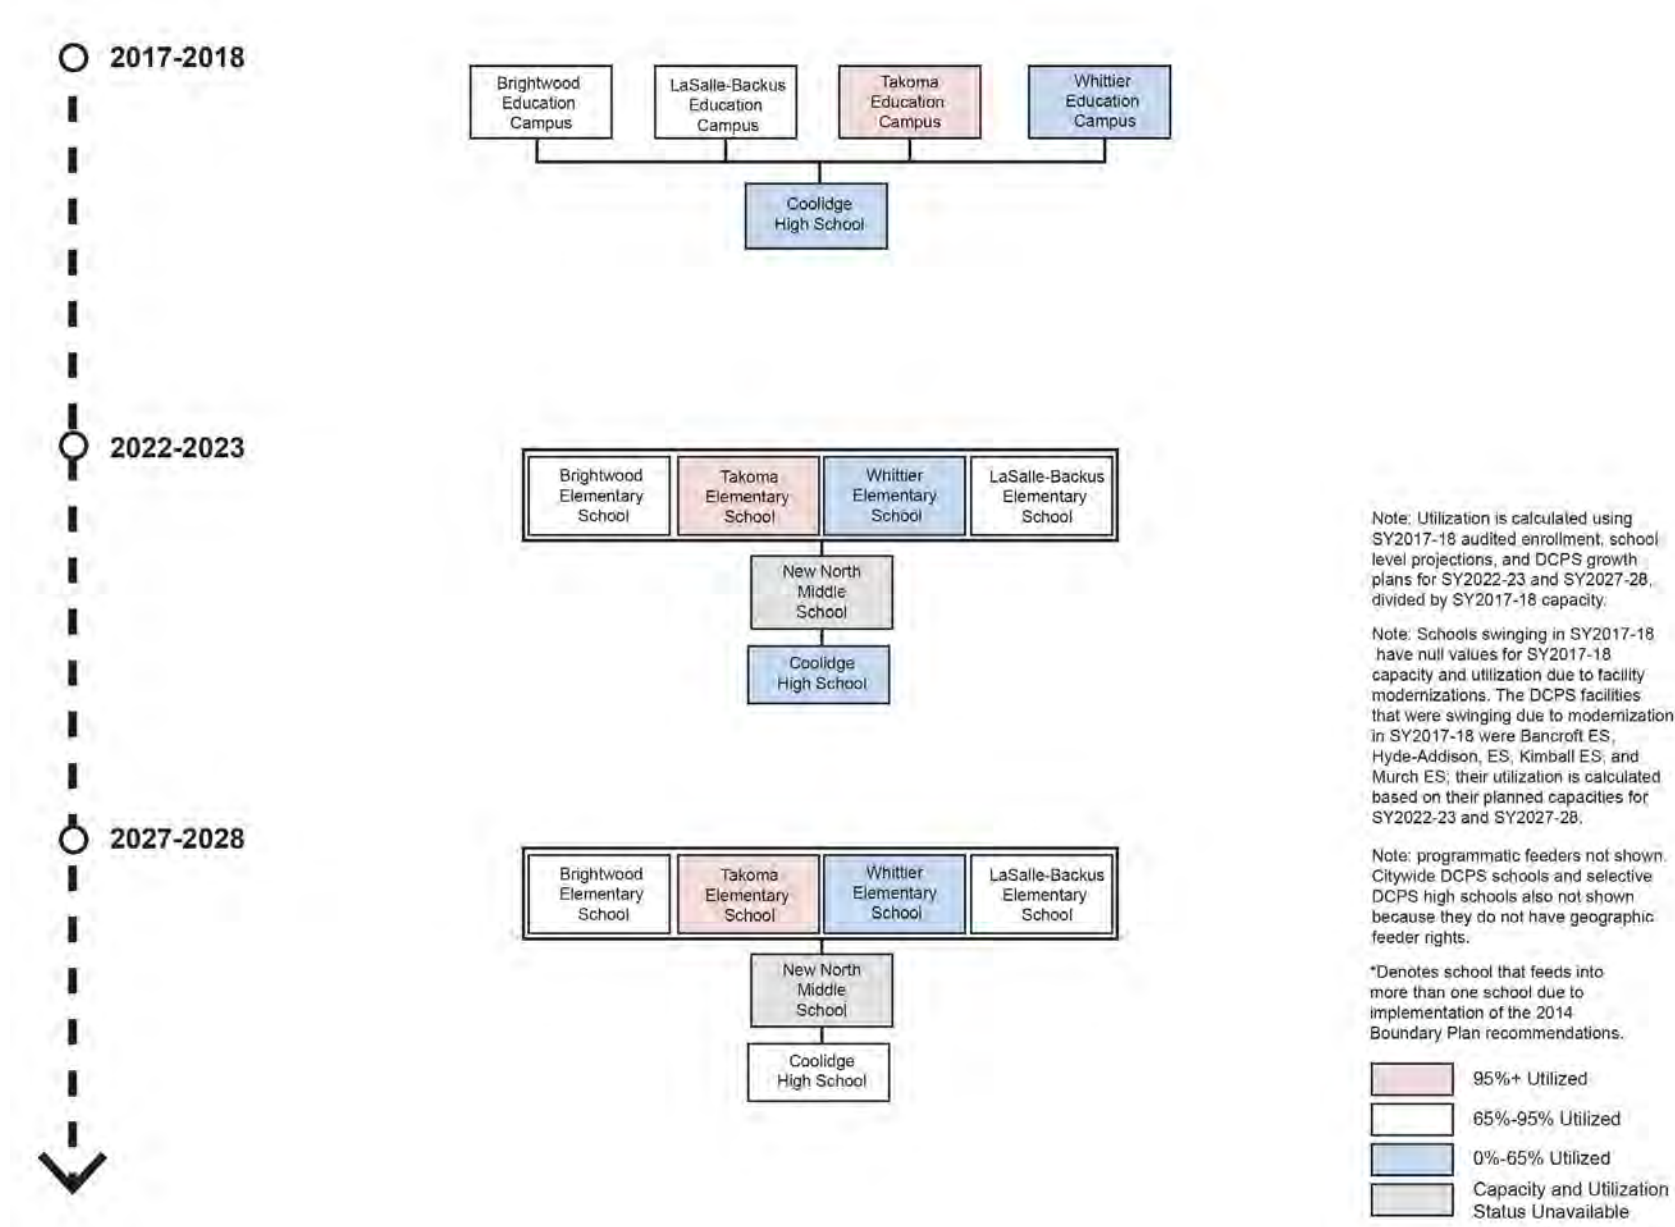 2017-2018
Brightwood
Education
Campus
LaSalle-Backus
Education
Campus
Takoma
Education
Campus
Whittier
Education
Campus
Coolidge
High School
2022-2023
Brightwood
Elementary
School
Takoma
Elementary
School
Whittier
Elementary
School
LaSalle-Backus
Elementary
School
New North
Middle
School
Coolidge
High School
2027-2028
Brightwood
Elementary
School
Takoma
Elementary
School
Whittier
Elementary
School
LaSalle-Backus
Elementary
School
New North
Middle
School
Coolidge
High School
Note: Utilization is calculated using
SY2017-18 audited enrollment, school
level projections, and DCPS growth
plans for SY2022-23 and SY2027-28,
divided by SY2017-18 capacity.
Note: Schools swinging in SY2017-18
have null values for SY2017-18
capacity and utilization due to facility
modernizations. The DCPS facilities
that were swinging due to modernization
in SY2017-18 were Bancroft ES,
Hyde-Addison, ES, Kimball ES, and
Murch ES; their utilization is calculated
based on their planned capacities for
SY2022-23 and SY2027-28.
Note: programmatic feeders not shown.
Citywide DCPS schools and selective
DCPS high schools also not shown
because they do not have geographic
feeder rights.
*Denotes school that feeds into
more than one school due to
implementation of the 2014
Boundary Plan recommendations.
95%+ Utilized
65%-95% Utilized
0%-65% Utilized
Capacity and Utilization
Status Unavailable